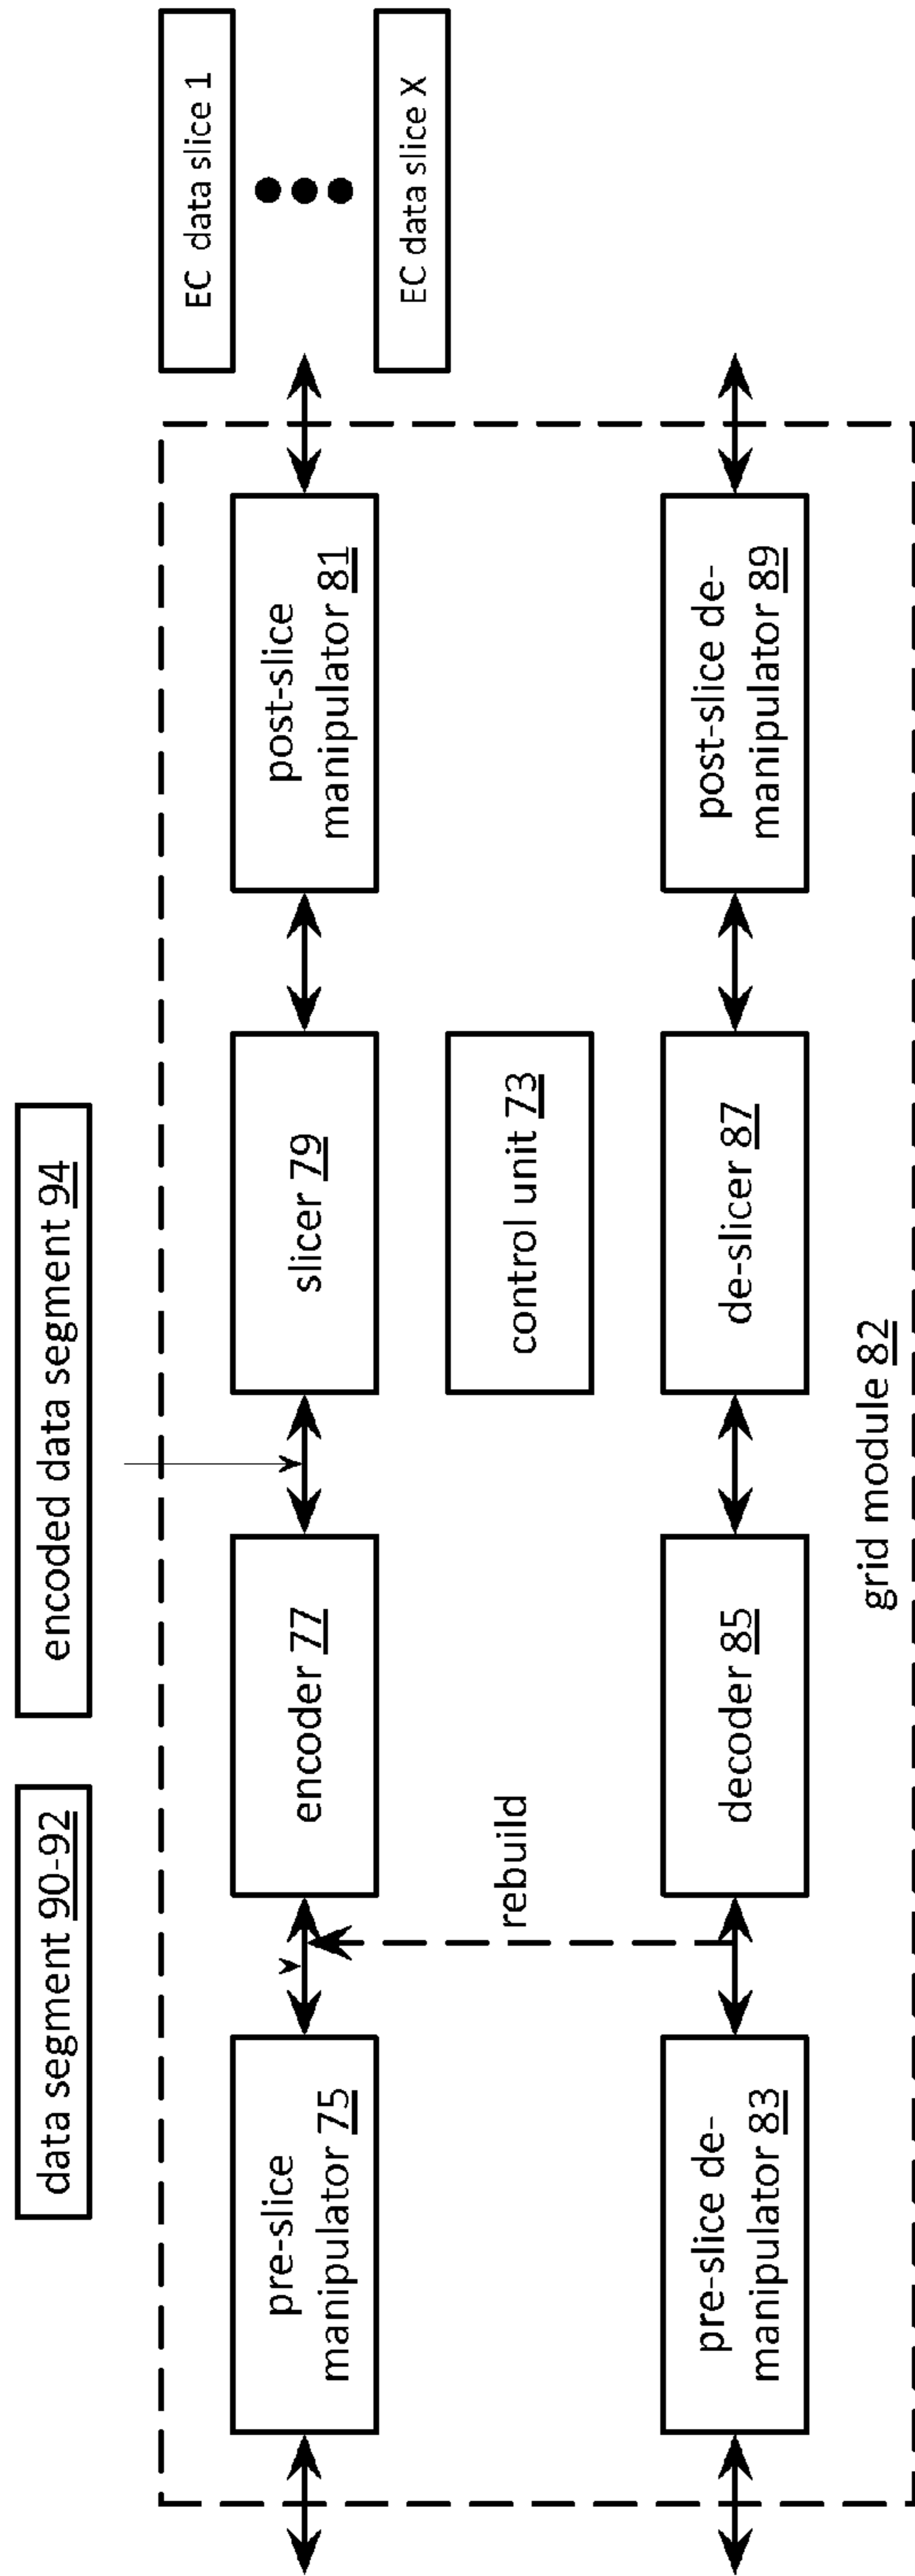 data segment 90-92
encoded data segment 94
EC data slice 1
EC data slice X
pre-slice
manipulator 75
encoder 77
slicer 79
post-slice
manipulator 81
rebuild
control unit 73
pre-slice de-
manipulator 83
decoder 85
de-slicer 87
post-slice de-
manipulator 89
grid module 82